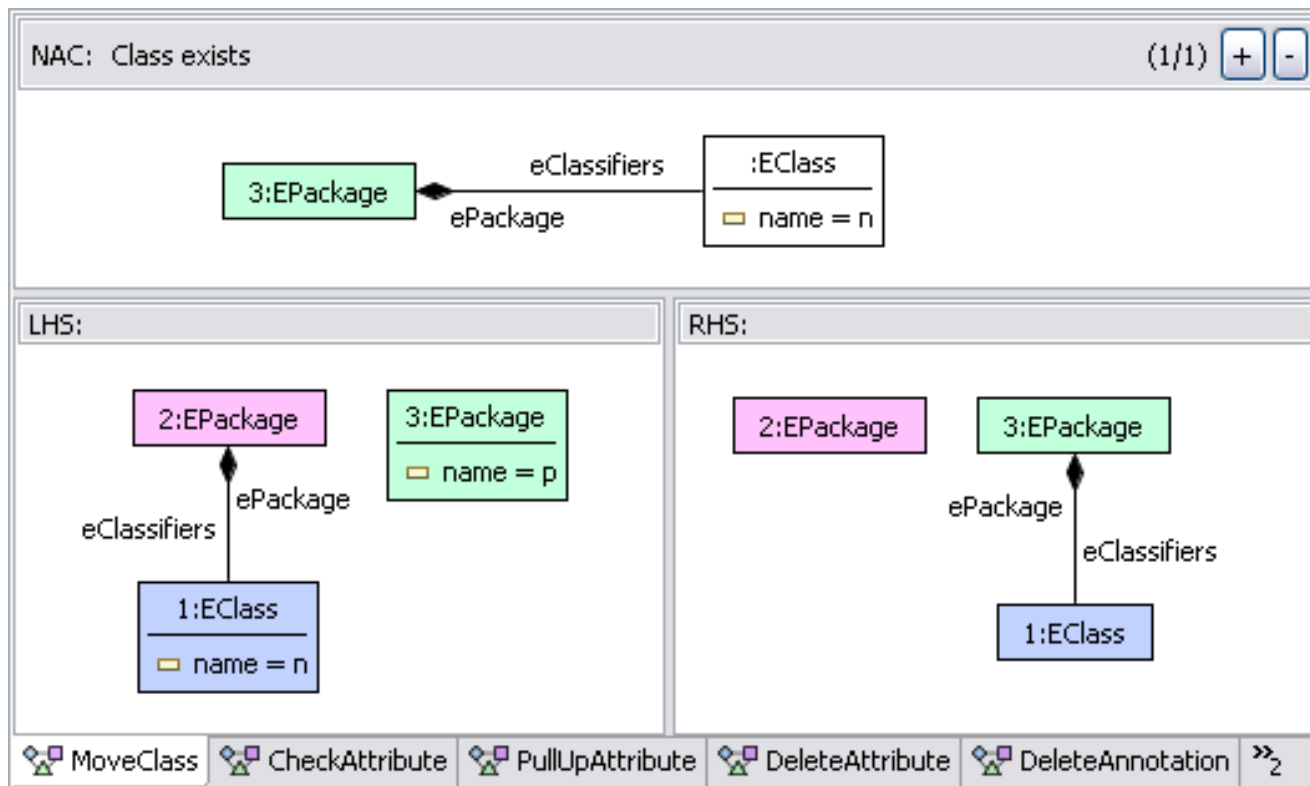 NAC: Class exists (1/1) + -
eClassifiers
:EClass
3:EPackage
ePackage
name = n
LHS:
2:EPackage
3:EPackage
name = p
ePackage
eClassifiers
1:EClass
name = n
RHS:
2:EPackage
3:EPackage
ePackage
eClassifiers
1:EClass
MoveClass CheckAttribute PullUpAttribute DeleteAttribute DeleteAnnotation »2